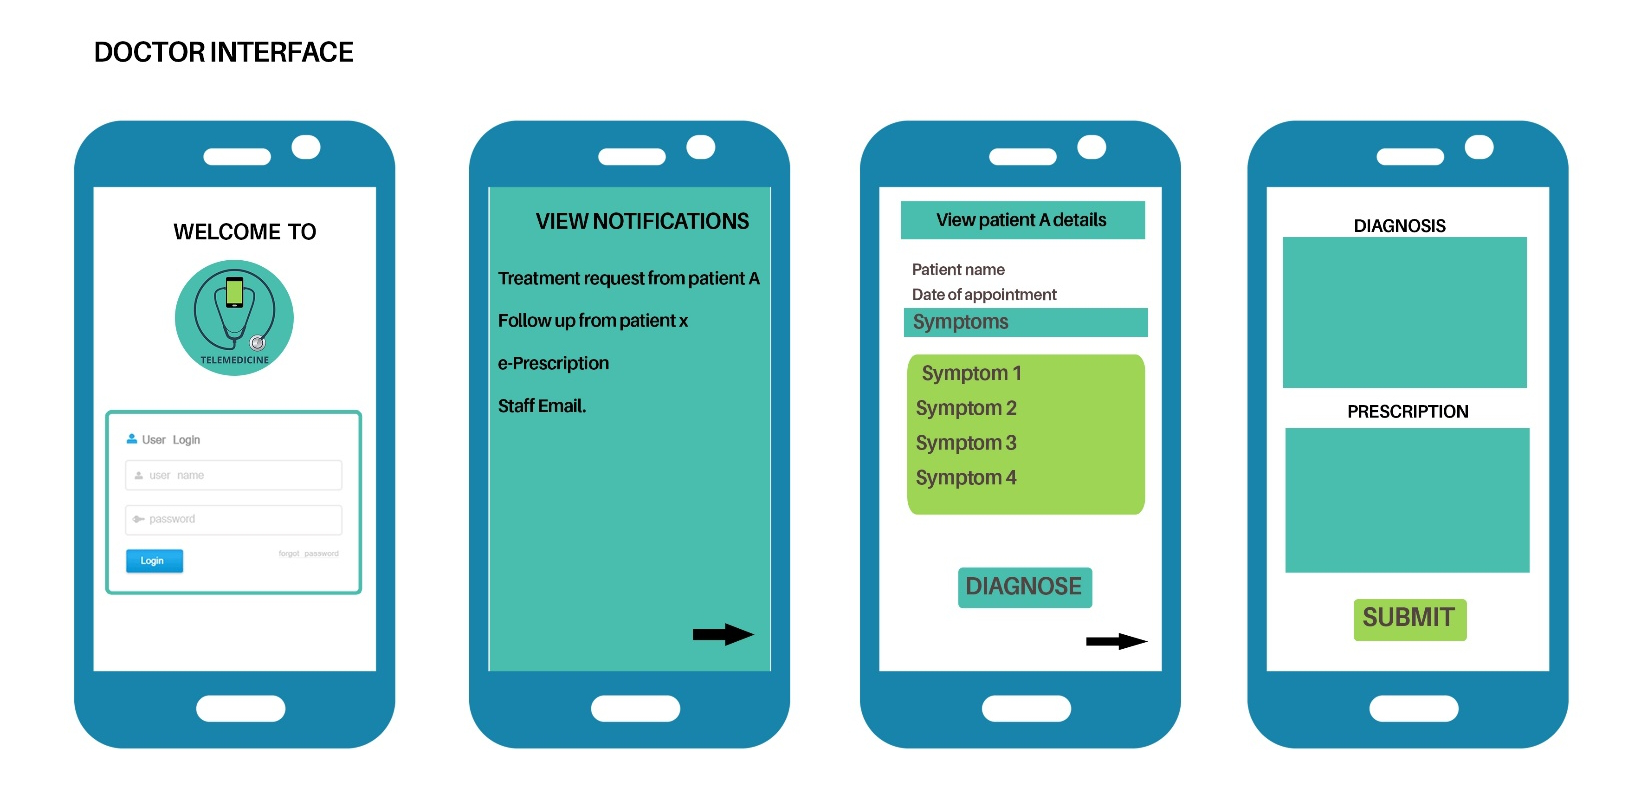 DOCTOR INTERFACE
WELCOME TO
TELEMEDICINE
User Login
user name
password
Login
forgot password
VIEW NOTIFICATIONS
Treatment request from patient A
Follow up from patient x
e-Prescription
Staff Email.
View patient A details
Patient name
Date of appointment
Symptoms
Symptom 1
Symptom 2
Symptom 3
Symptom 4
DIAGNOSE
DIAGNOSIS
PRESCRIPTION
SUBMIT